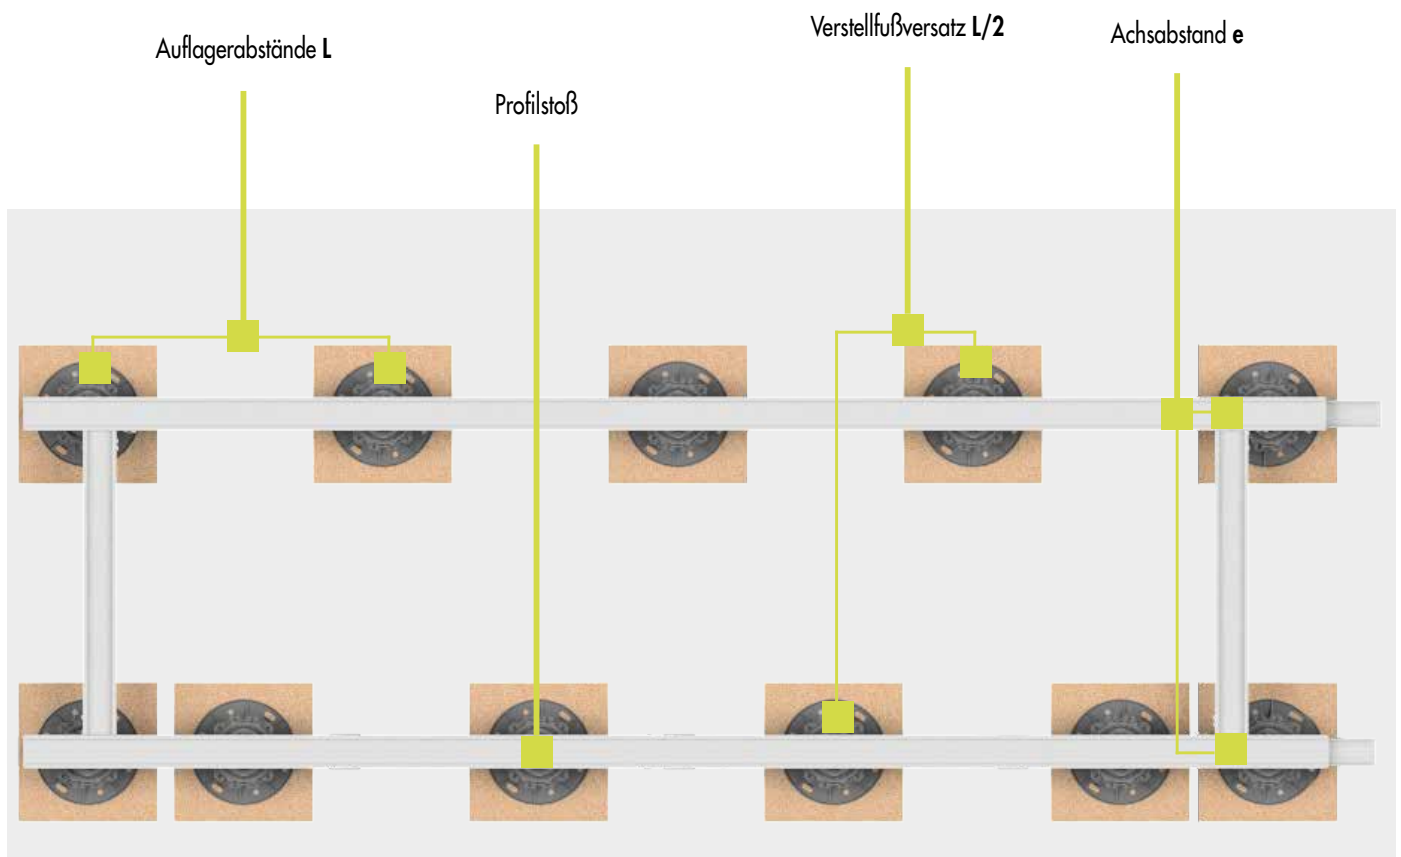 Auflagerabstände L
Profilstoß
Verstellfußversatz L/2
Achsabstand e